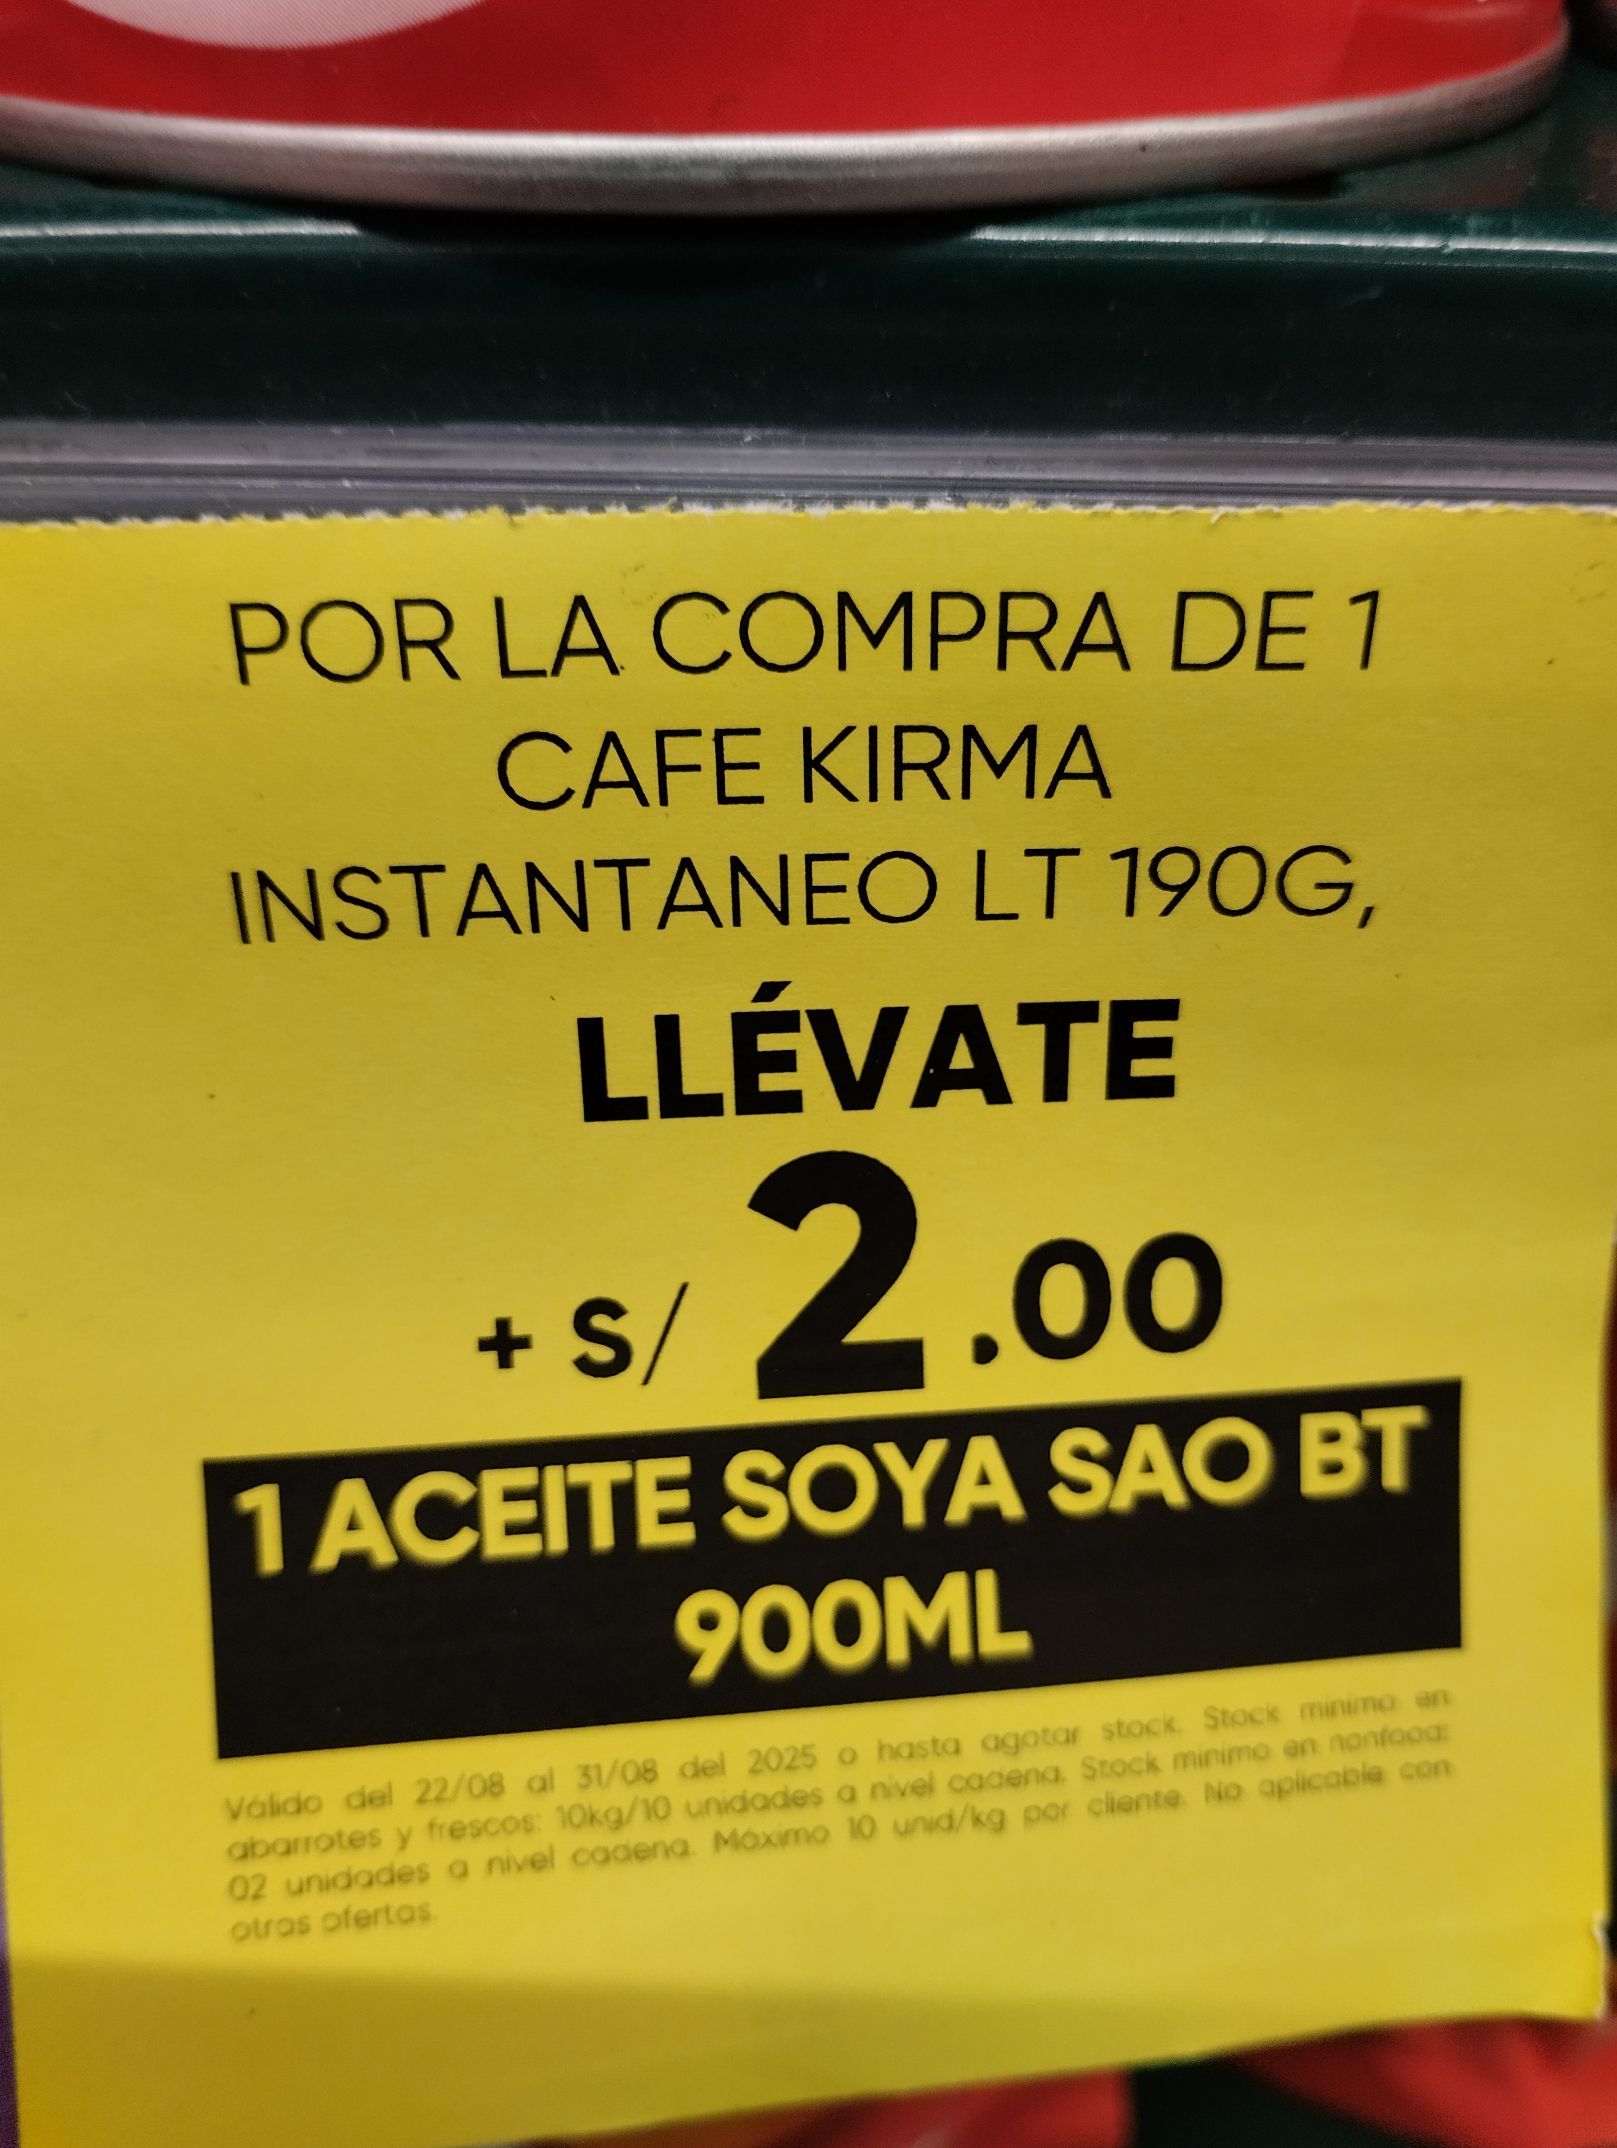 POR LA COMPRA DE 1
CAFE KIRMA
INSTANTANEO LT 190G,
LLÉVATE
+ S/ 2.00
1 ACEITE SOYA SAO BT
900ML
Válido del 22/08 al 31/08 del 2025 o hasta agotar stock. Stock minimo en
abarrotes y frescos: 10kg/10 unidades a nivel cadena. Stock minimo en nonfood:
02 unidades a nivel cadena. Máximo 10 unid/kg por cliente. No aplicable con
otras ofertas.